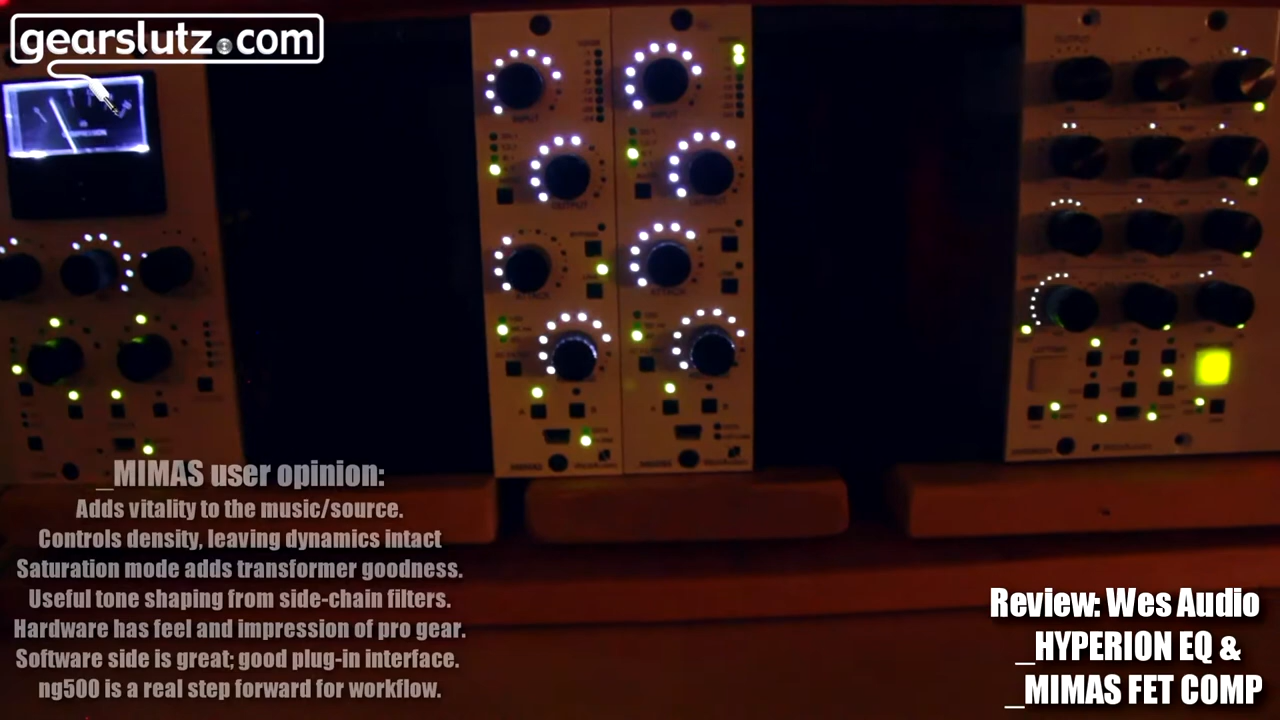 gearslutz.com
INPUT
OUTPUT
ATTACK
_MIMAS user opinion:
Adds vitality to the music/source.
Controls density, leaving dynamics intact
Saturation mode adds transformer goodness.
Useful tone shaping from side-chain filters.
Hardware has feel and impression of pro gear.
Software side is great; good plug-in interface.
ng500 is a real step forward for workflow.
Review: Wes Audio
_HYPERION EQ &
_MIMAS FET COMP